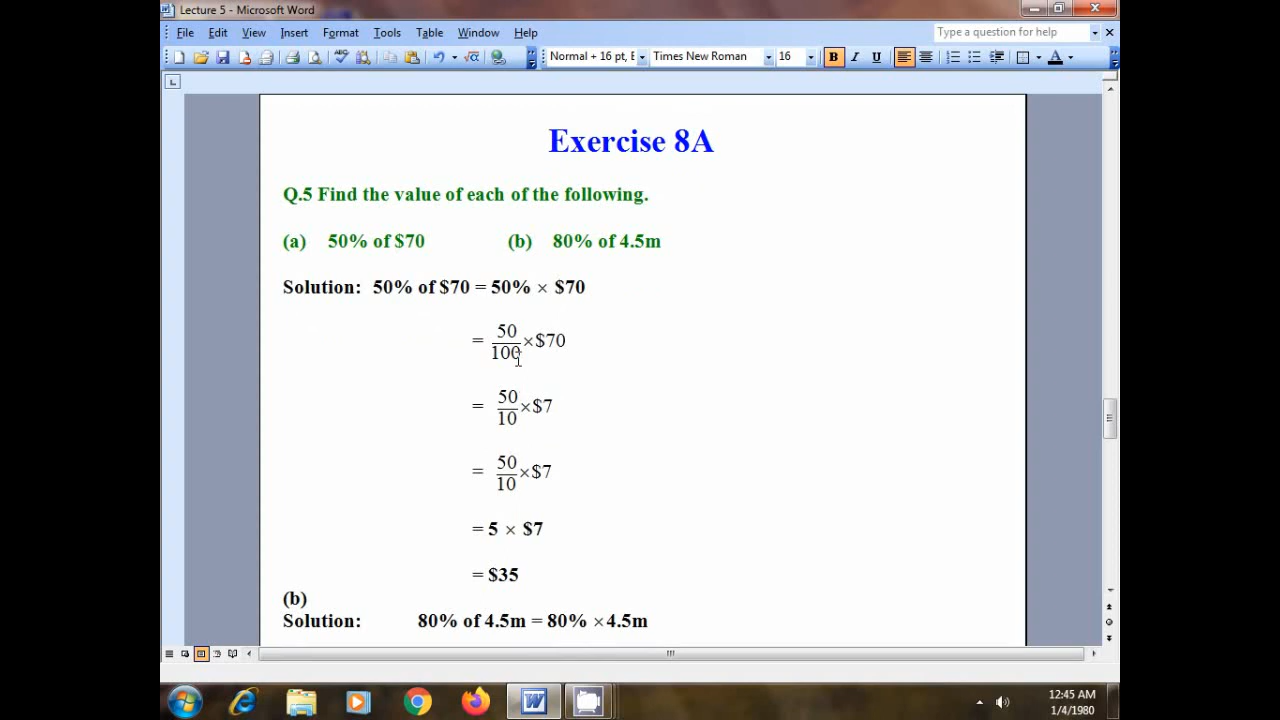 Lecture 5 - Microsoft Word
File Edit View Insert Format Tools Table Window Help
Type a question for help
Normal + 16 pt, E Times New Roman 16 B I U A
Exercise 8A
Q.5 Find the value of each of the following.
(a) 50% of $70 (b) 80% of 4.5m
Solution: 50% of $70 = 50% × $70
= 50/100 × $70
= 50/10 × $7
= 50/10 × $7
= 5 × $7
= $35
(b)
Solution: 80% of 4.5m = 80% × 4.5m
12:45 AM
1/4/1980